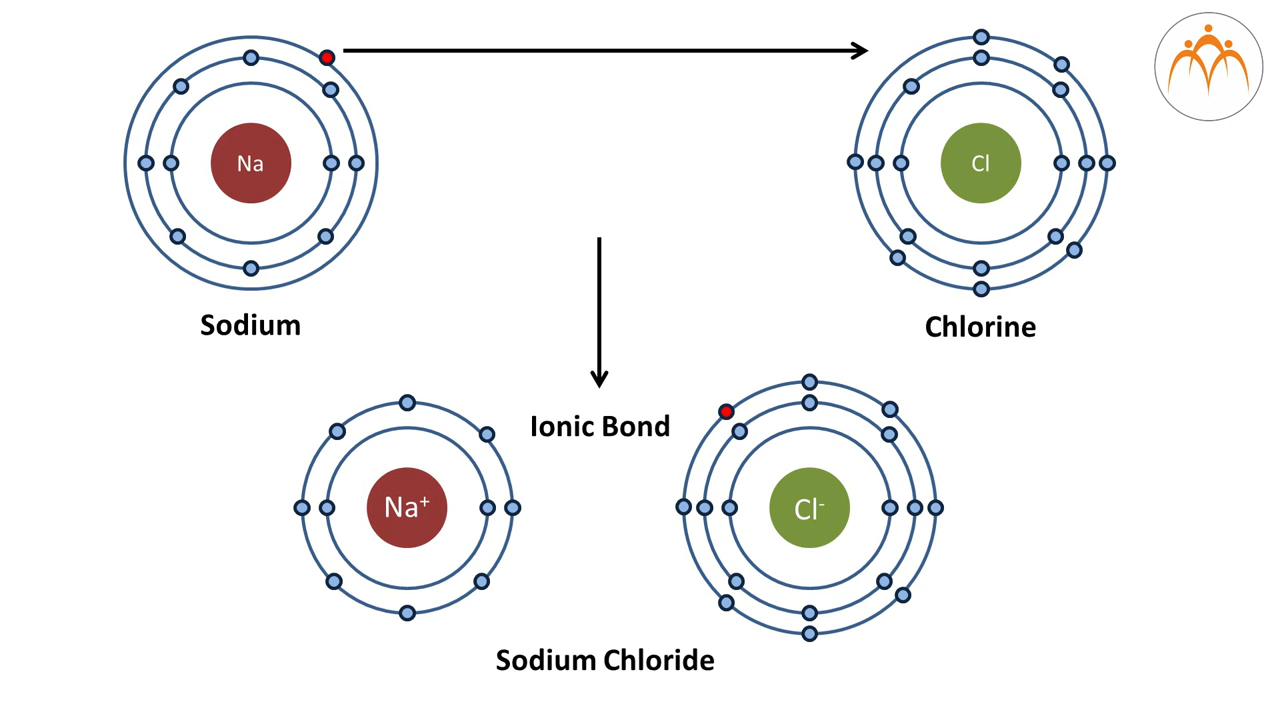 Na
Cl
Sodium
Chlorine
Ionic Bond
Na⁺
Cl⁻
Sodium Chloride